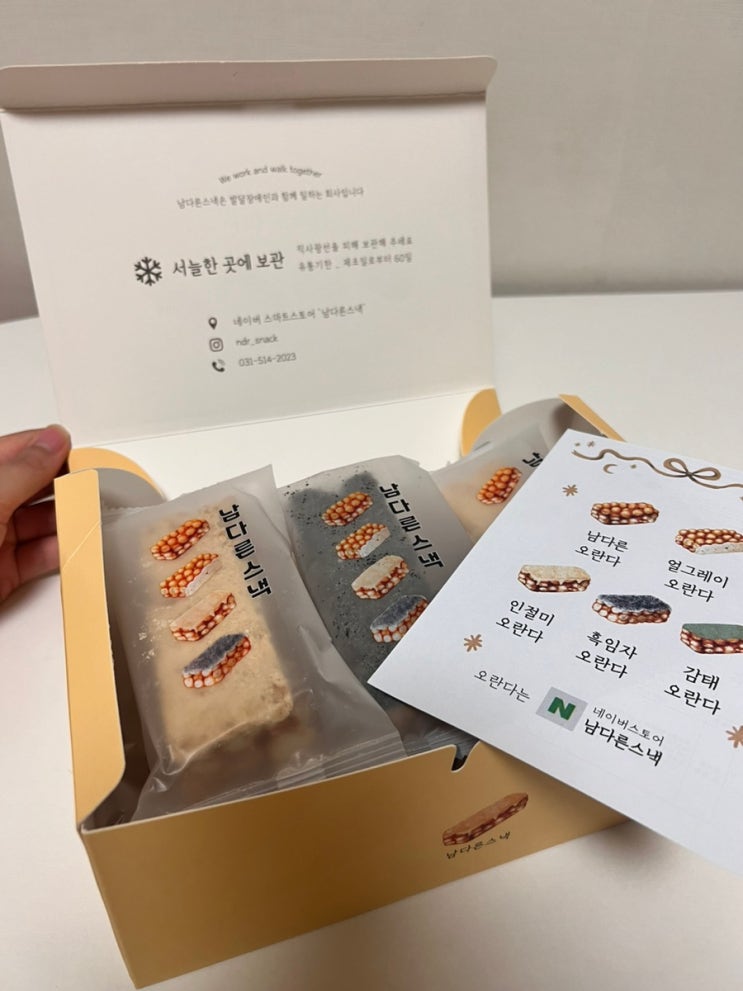 We work and walk together
남다른스낵은 발달장애인과 함께 일하는 회사입니다
서늘한 곳에 보관
직사광선을 피해 보관해 주세요
유통기한 _ 제조일로부터 60일
네이버 스마트스토어 '남다른스낵'
ndr_snack
031-514-2023
남다른스낵
남다른스낵
남
남다른
오란다
얼그레이
오란다
인절미
오란다
흑임자
오란다
감태
오란다
오란다는
N
네이버스토어
남다른스낵
남다른스낵